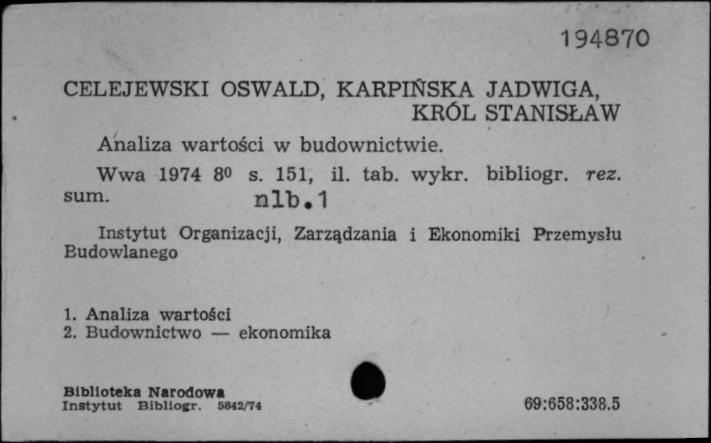 194870
CELEJEWSKI OSWALD, KARPIŃSKA JADWIGA,
KRÓL STANISŁAW
Analiza wartości w budownictwie.
Wwa 1974 8⁰ s. 151, il. tab. wykr. bibliogr. rez.
sum. nlb.1
Instytut Organizacji, Zarządzania i Ekonomiki Przemysłu
Budowlanego
1. Analiza wartości
2. Budownictwo — ekonomika
Biblioteka Narodowa
Instytut Bibliogr. 5842/74
69:658:338.5